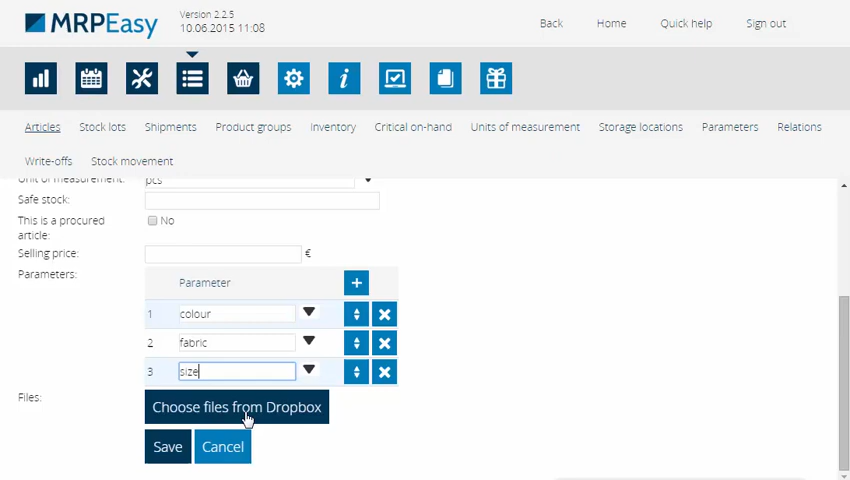 MRPEasy
Version 2.2.5
10.06.2015 11:08
Back
Home
Quick help
Sign out
Articles
Stock lots
Shipments
Product groups
Inventory
Critical on-hand
Units of measurement
Storage locations
Parameters
Relations
Write-offs
Stock movement
Unit of measurement: pcs
Safe stock:
This is a procured
article:
No
Selling price: €
Parameters:
Parameter
+
1 colour
2 fabric
3 size
Files:
Choose files from Dropbox
Save
Cancel